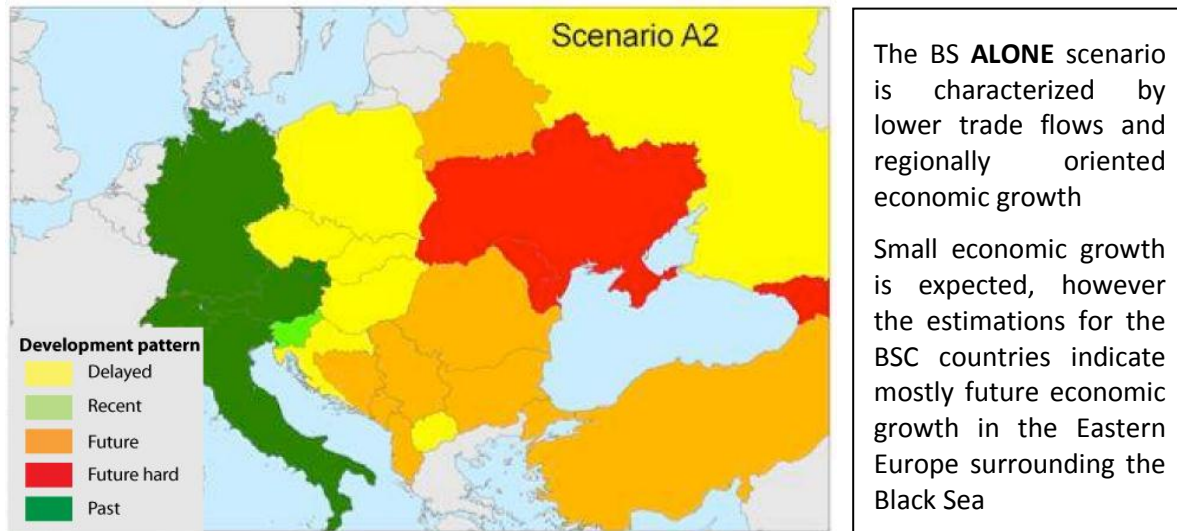 Scenario A2
Development pattern
Delayed
Recent
Future
Future hard
Past
The BS ALONE scenario
is characterized by
lower trade flows and
regionally oriented
economic growth
Small economic growth
is expected, however
the estimations for the
BSC countries indicate
mostly future economic
growth in the Eastern
Europe surrounding the
Black Sea